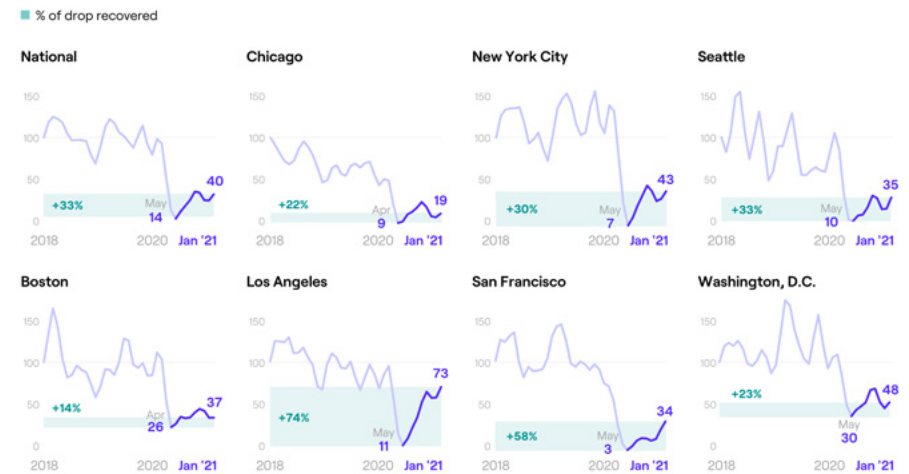 % of drop recovered
National
150
100
50
0
+33%
May
14
40
2018
2020
Jan '21
Chicago
150
100
50
0
+22%
Apr
9
19
2018
2020
Jan '21
New York City
150
100
50
0
+30%
May
7
43
2018
2020
Jan '21
Seattle
150
100
50
0
+33%
May
10
35
2018
2020
Jan '21
Boston
150
100
50
0
+14%
Apr
26
37
2018
2020
Jan '21
Los Angeles
150
100
50
0
+74%
May
11
73
2018
2020
Jan '21
San Francisco
150
100
50
0
+58%
May
3
34
2018
2020
Jan '21
Washington, D.C.
150
100
50
0
+23%
May
30
48
2018
2020
Jan '21